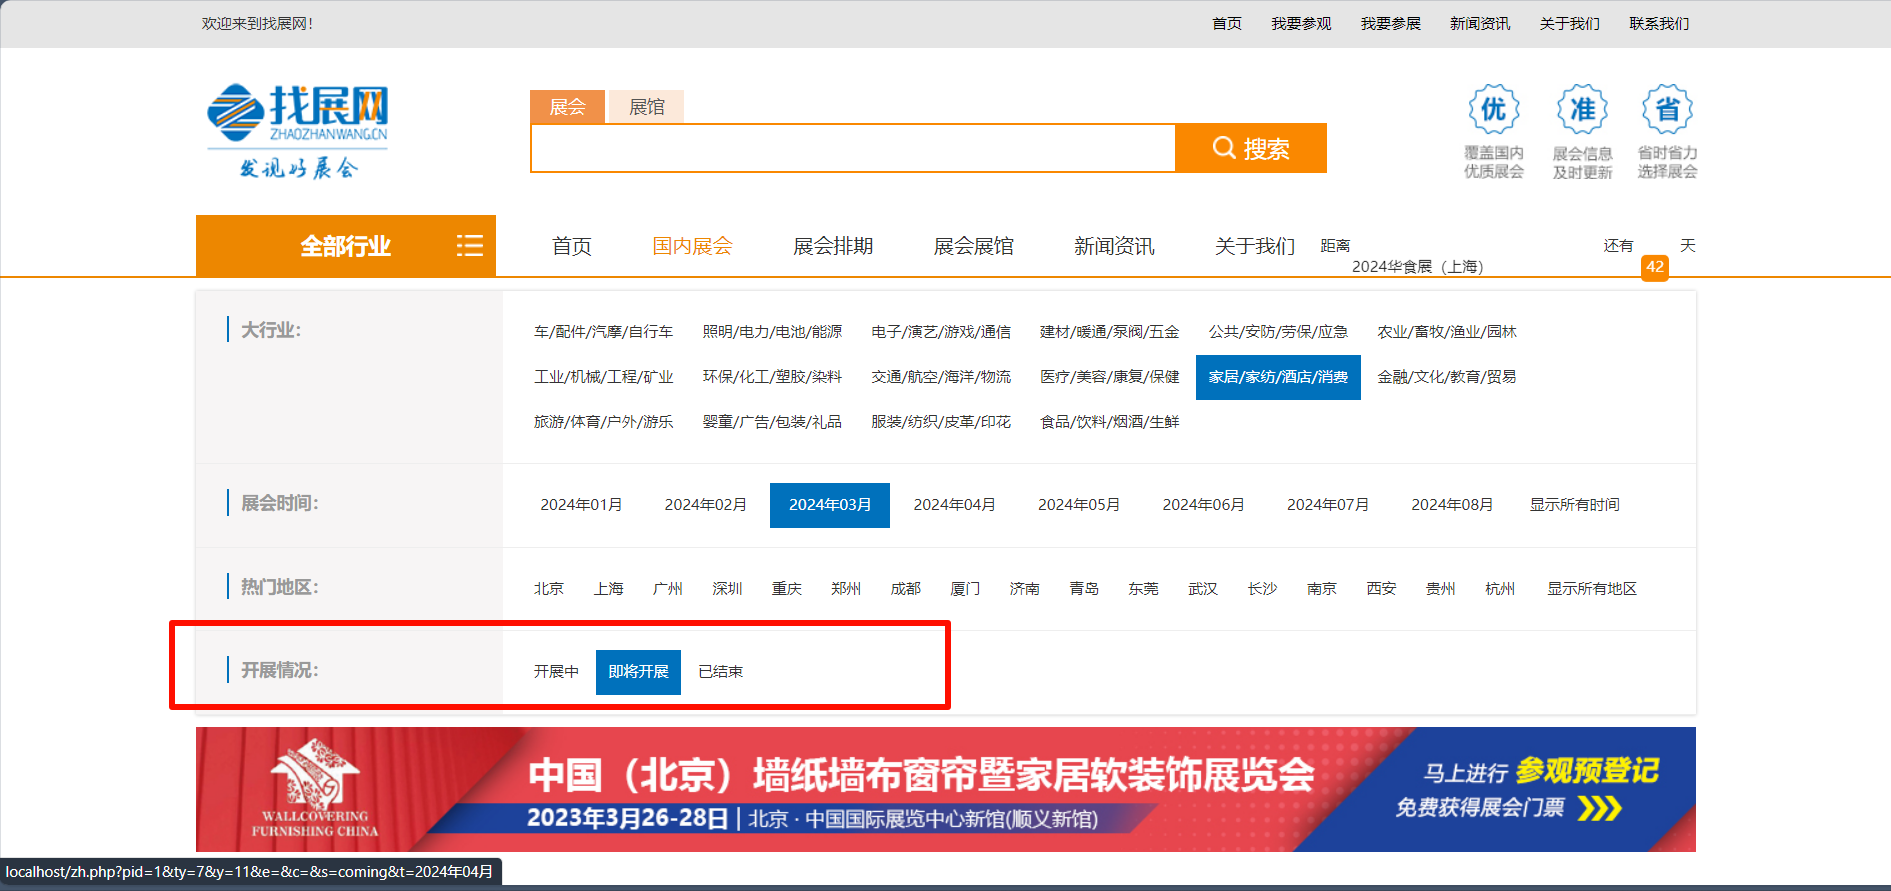 欢迎来到找展网!
首页 我要参观 我要参展 新闻资讯 关于我们 联系我们
找展网
ZHAOZHANWANG.CN
发现好展会
展会 展馆
搜索
优 准 省
覆盖国内 展会信息 省时省力
优质展会 及时更新 选择展会
全部行业
首页 国内展会 展会排期 展会展馆 新闻资讯 关于我们 距离 还有 天
2024华食展（上海） 42
大行业：
车/配件/汽摩/自行车 照明/电力/电池/能源 电子/演艺/游戏/通信 建材/暖通/泵阀/五金 公共/安防/劳保/应急 农业/畜牧/渔业/园林
工业/机械/工程/矿业 环保/化工/塑胶/染料 交通/航空/海洋/物流 医疗/美容/康复/保健 家居/家纺/酒店/消费 金融/文化/教育/贸易
旅游/体育/户外/游乐 婴童/广告/包装/礼品 服装/纺织/皮革/印花 食品/饮料/烟酒/生鲜
展会时间： 2024年01月 2024年02月 2024年03月 2024年04月 2024年05月 2024年06月 2024年07月 2024年08月 显示所有时间
热门地区： 北京 上海 广州 深圳 重庆 郑州 成都 厦门 济南 青岛 东莞 武汉 长沙 南京 西安 贵州 杭州 显示所有地区
开展情况： 开展中 即将开展 已结束
WALLCOVERING
FURNISHING CHINA
中国（北京）墙纸墙布窗帘暨家居软装饰展览会
2023年3月26-28日 | 北京 · 中国国际展览中心新馆(顺义新馆)
马上进行 参观预登记
免费获得展会门票
localhost/zh.php?pid=1&ty=7&y=11&e=&c=&s=coming&t=2024年04月